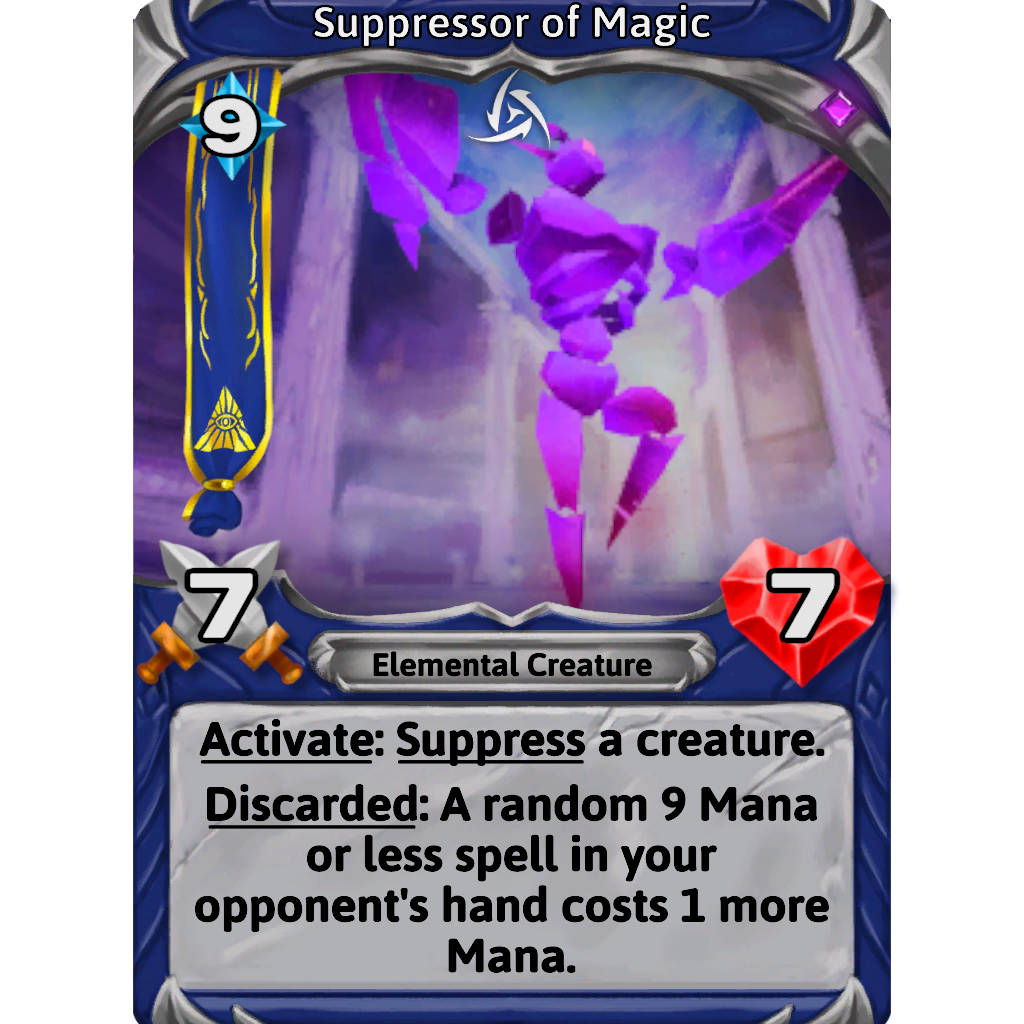 Suppressor of Magic
9
7
7
Elemental Creature
Activate: Suppress a creature.
Discarded: A random 9 Mana
or less spell in your
opponent's hand costs 1 more
Mana.